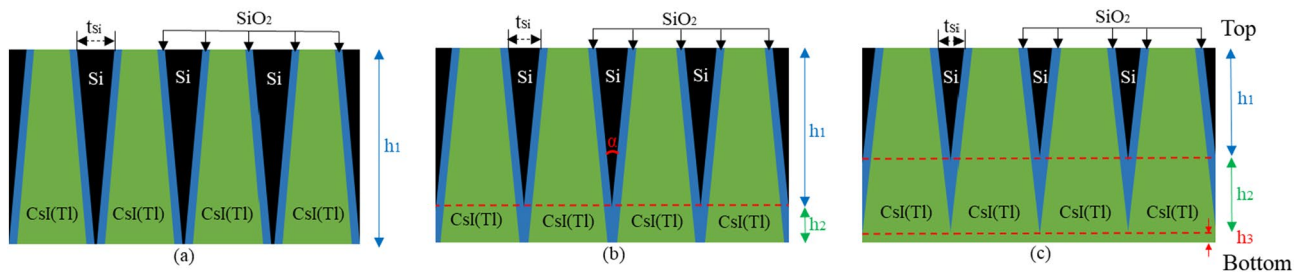 tSi SiO2
Si Si Si
h1
CsI(Tl) CsI(Tl) CsI(Tl) CsI(Tl)
(a)
tSi SiO2
Si Si Si
h1
α
CsI(Tl) CsI(Tl) CsI(Tl) CsI(Tl)
h2
(b)
tSi SiO2 Top
Si Si Si
h1
h2
CsI(Tl) CsI(Tl) CsI(Tl) CsI(Tl)
h3
(c) Bottom